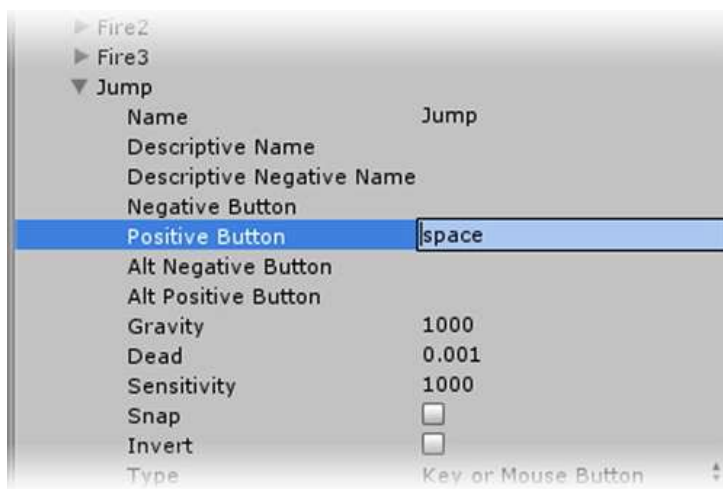 Fire2
Fire3
Jump
Name Jump
Descriptive Name
Descriptive Negative Name
Negative Button
Positive Button space
Alt Negative Button
Alt Positive Button
Gravity 1000
Dead 0.001
Sensitivity 1000
Snap
Invert
Type Key or Mouse Button